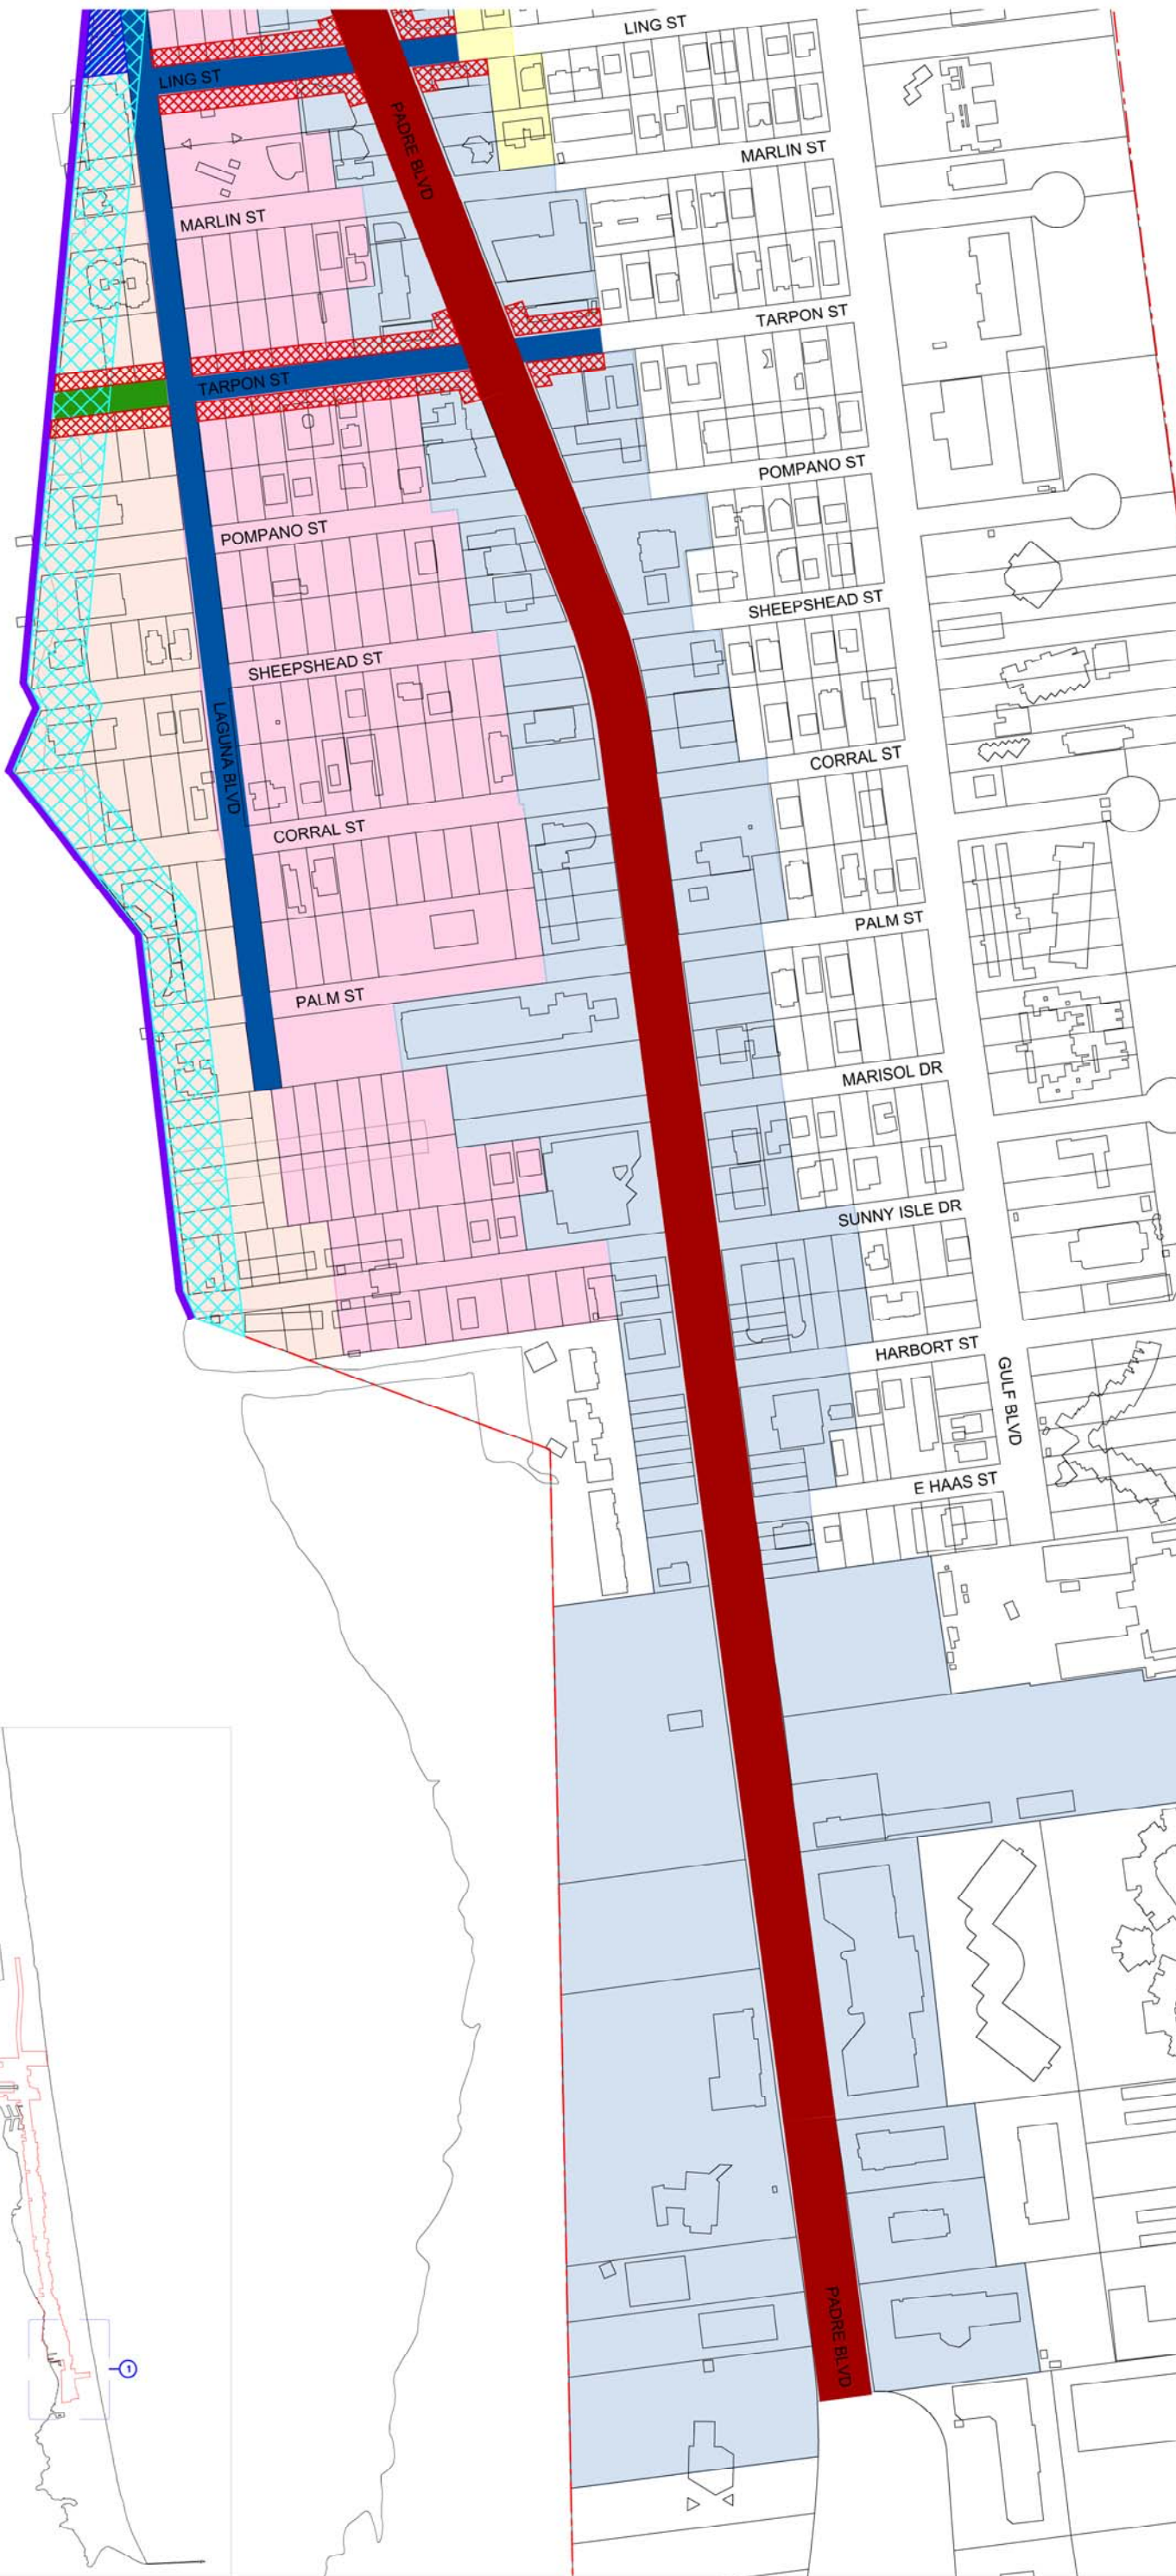 LING ST
LING ST
PADRE BLVD
MARLIN ST
MARLIN ST
TARPON ST
TARPON ST
POMPANO ST
POMPANO ST
SHEEPSHEAD ST
SHEEPSHEAD ST
LAGUNA BLVD
CORRAL ST
CORRAL ST
PALM ST
PALM ST
MARISOL DR
SUNNY ISLE DR
HARBORT ST
GULF BLVD
E HAAS ST
PADRE BLVD
1